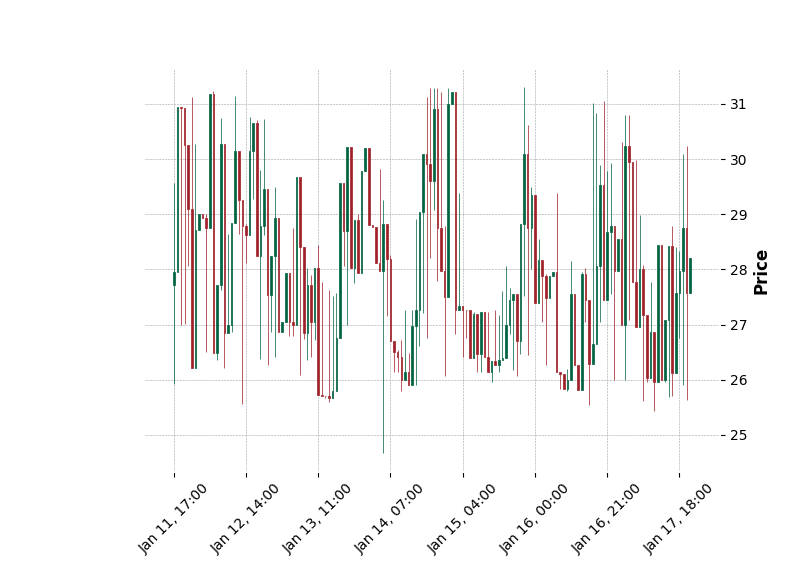 31
30
29
28
27
26
25
Price
Jan 11, 17:00
Jan 12, 14:00
Jan 13, 11:00
Jan 14, 07:00
Jan 15, 04:00
Jan 16, 00:00
Jan 16, 21:00
Jan 17, 18:00